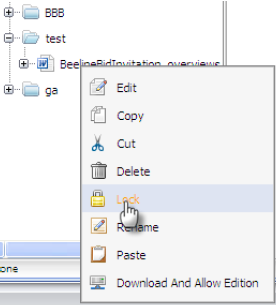 BBB
test
BeelineBidInvitation_overviews
ga
Edit
Copy
Cut
Delete
Lock
Rename
Paste
Download And Allow Edition
one